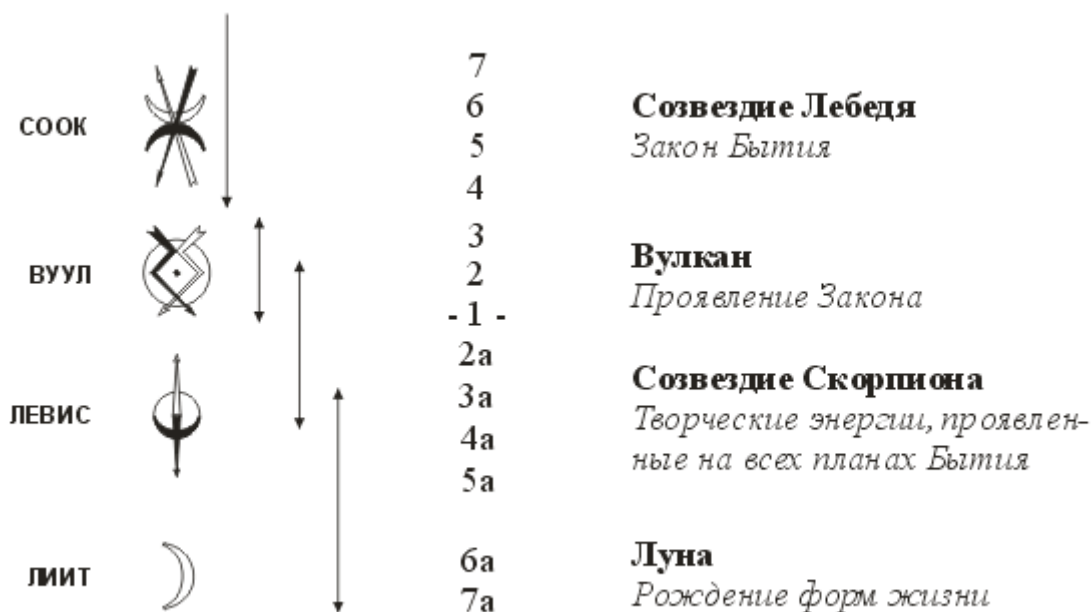 7
СООК
6
Созвездие Лебедя
5
Закон Бытия
4
3
ВУУЛ
2
Вулкан
- 1 -
Проявление Закона
2а
3а
Созвездие Скорпиона
ЛЕВИС
4а
Творческие энергии, проявлен-
5а
ные на всех планах Бытия
6а
Луна
ЛИИТ
7а
Рождение форм жизни